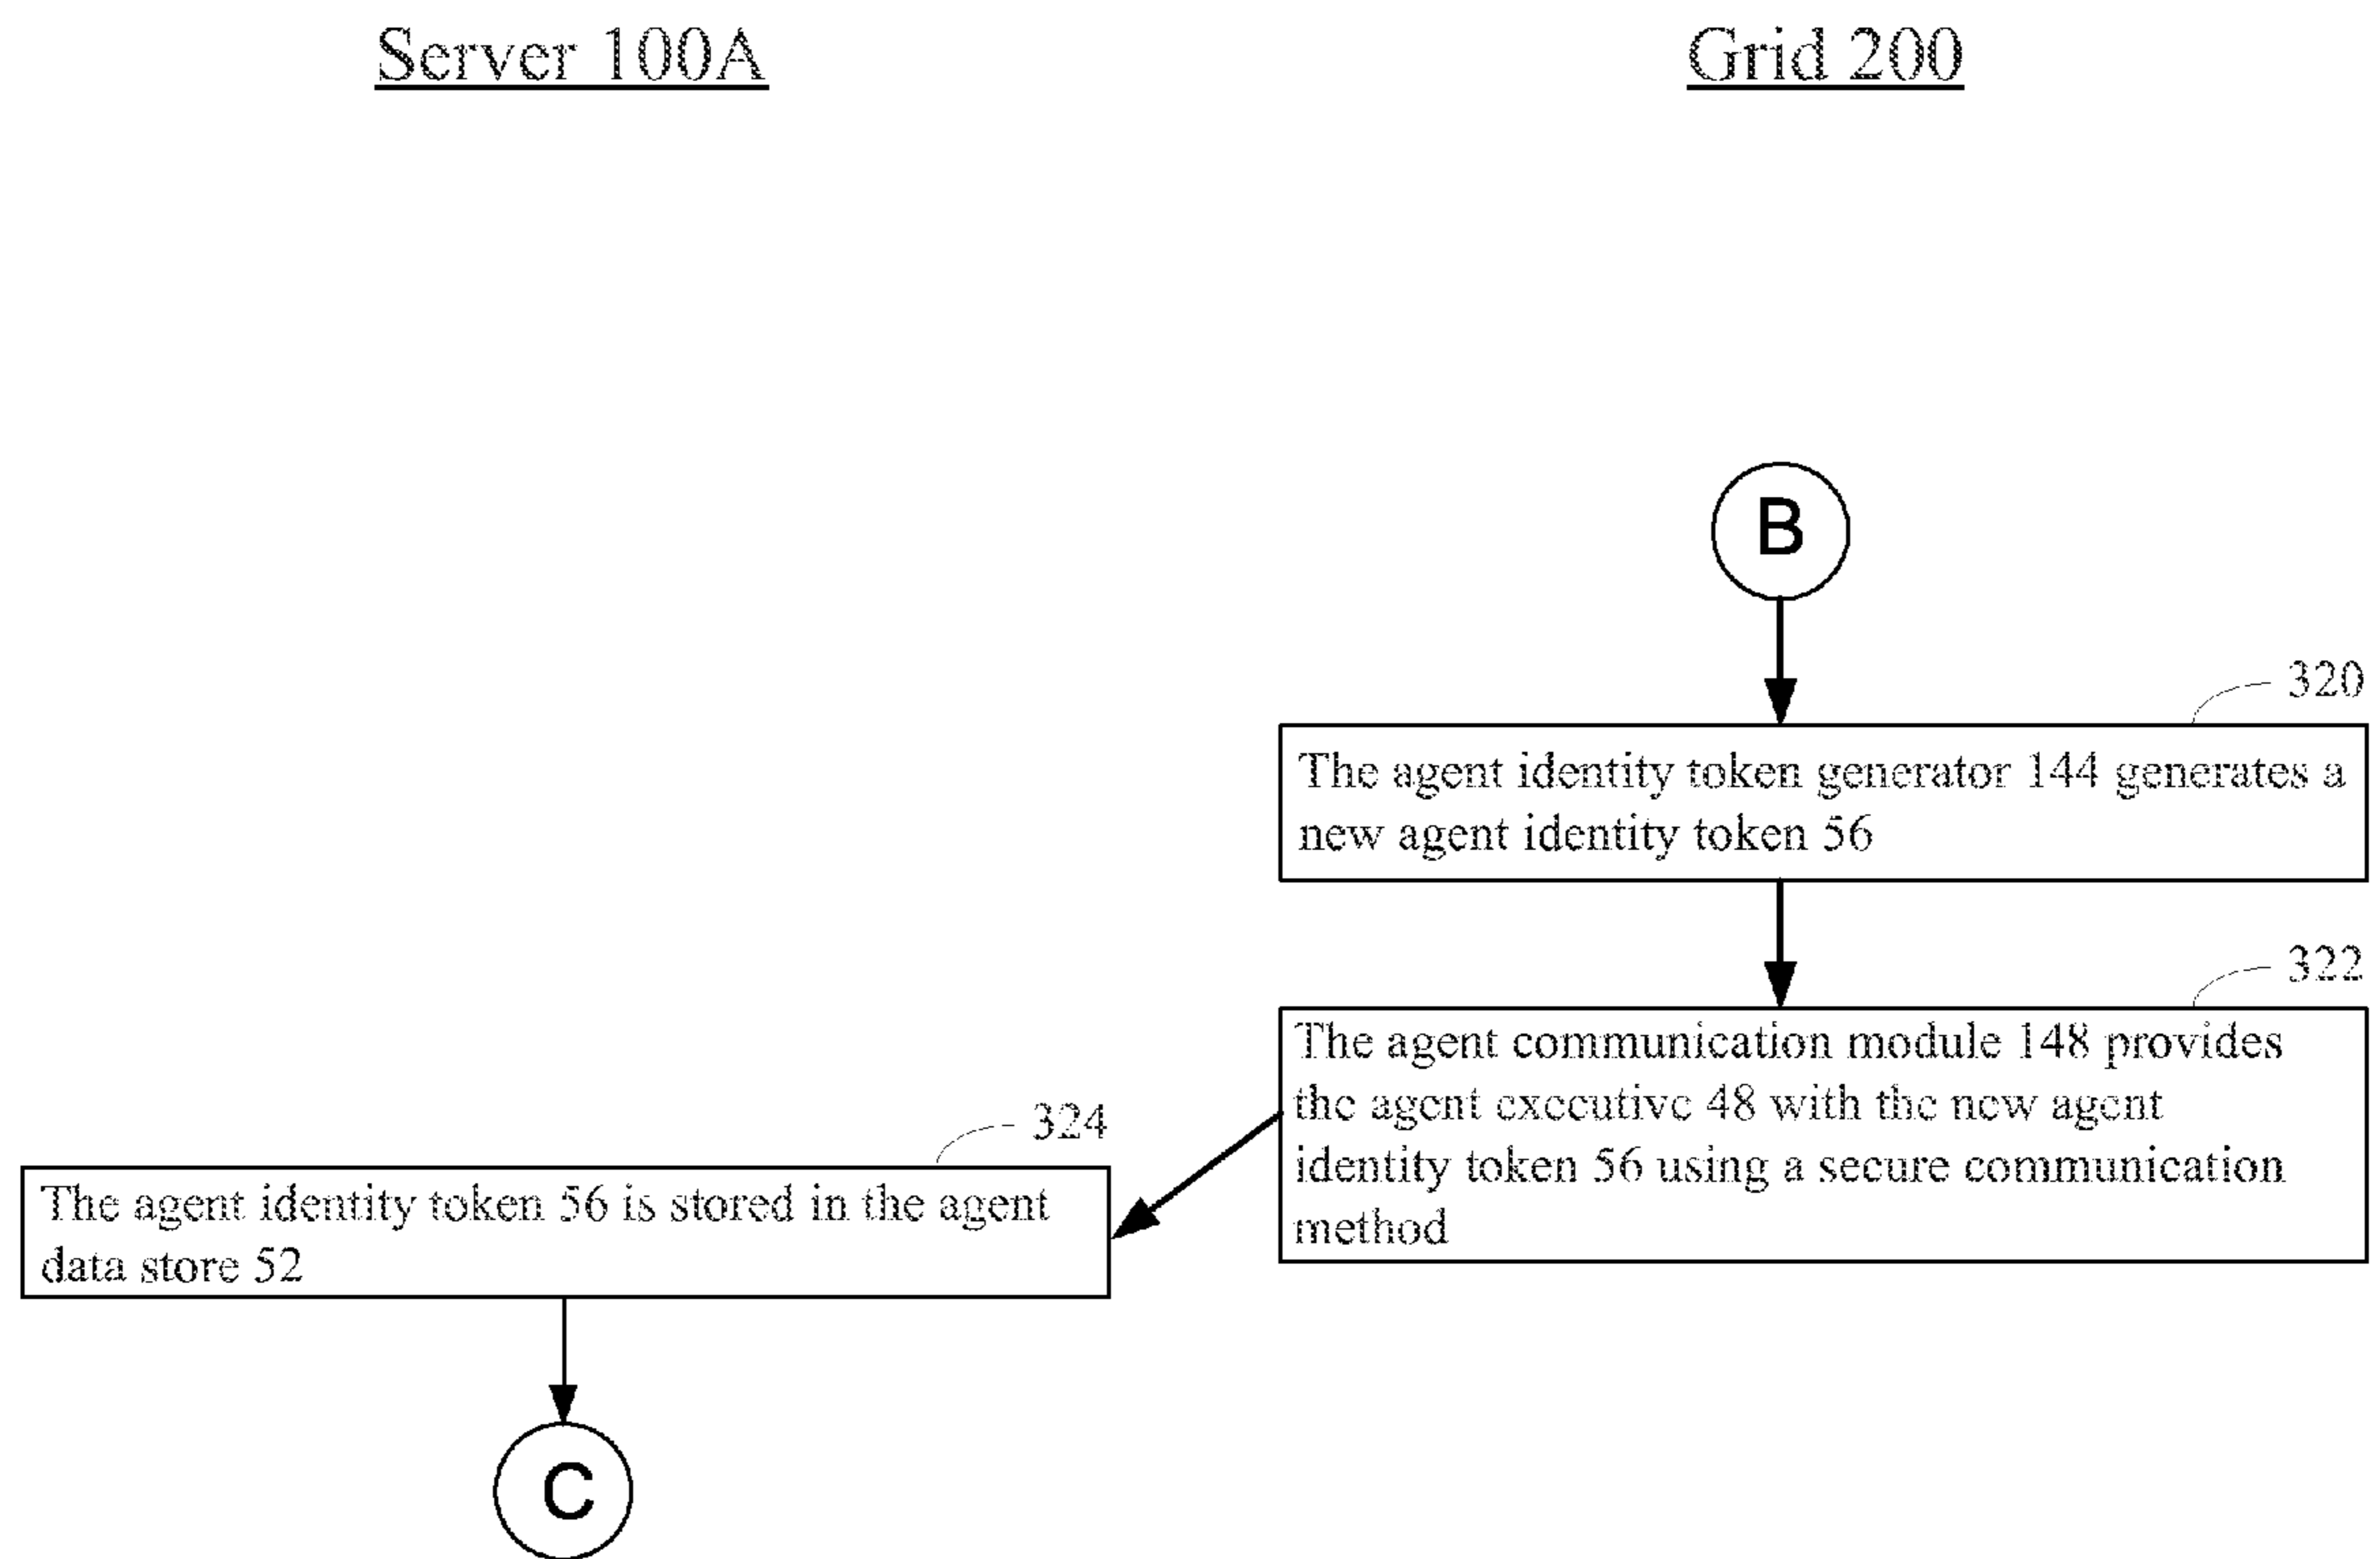 Server 100A
Grid 200
B
320
The agent identity token generator 144 generates a
new agent identity token 56
322
The agent communication module 148 provides
the agent executive 48 with the new agent
identity token 56 using a secure communication
method
324
The agent identity token 56 is stored in the agent
data store 52
C